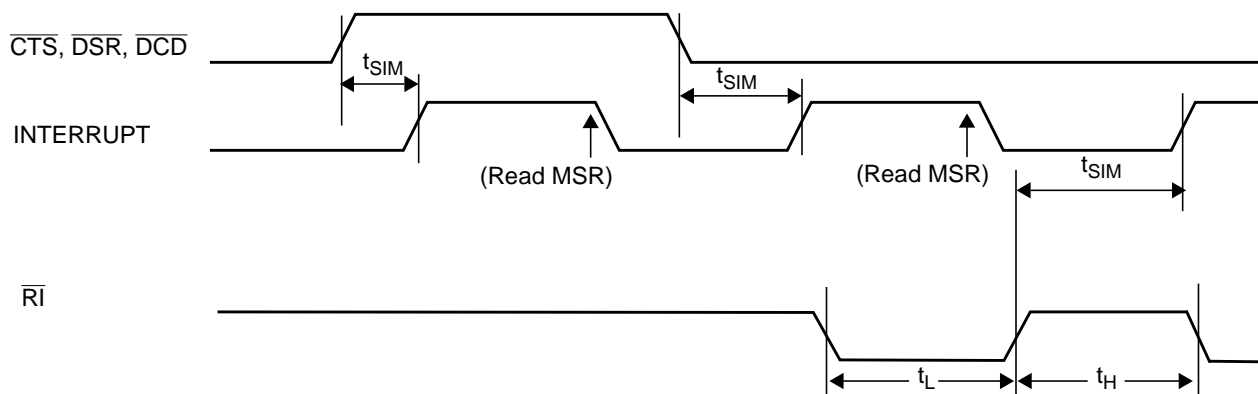 CTS, DSR, DCD
tSIM
tSIM
INTERRUPT
(Read MSR)
(Read MSR)
tSIM
RI
tL
tH